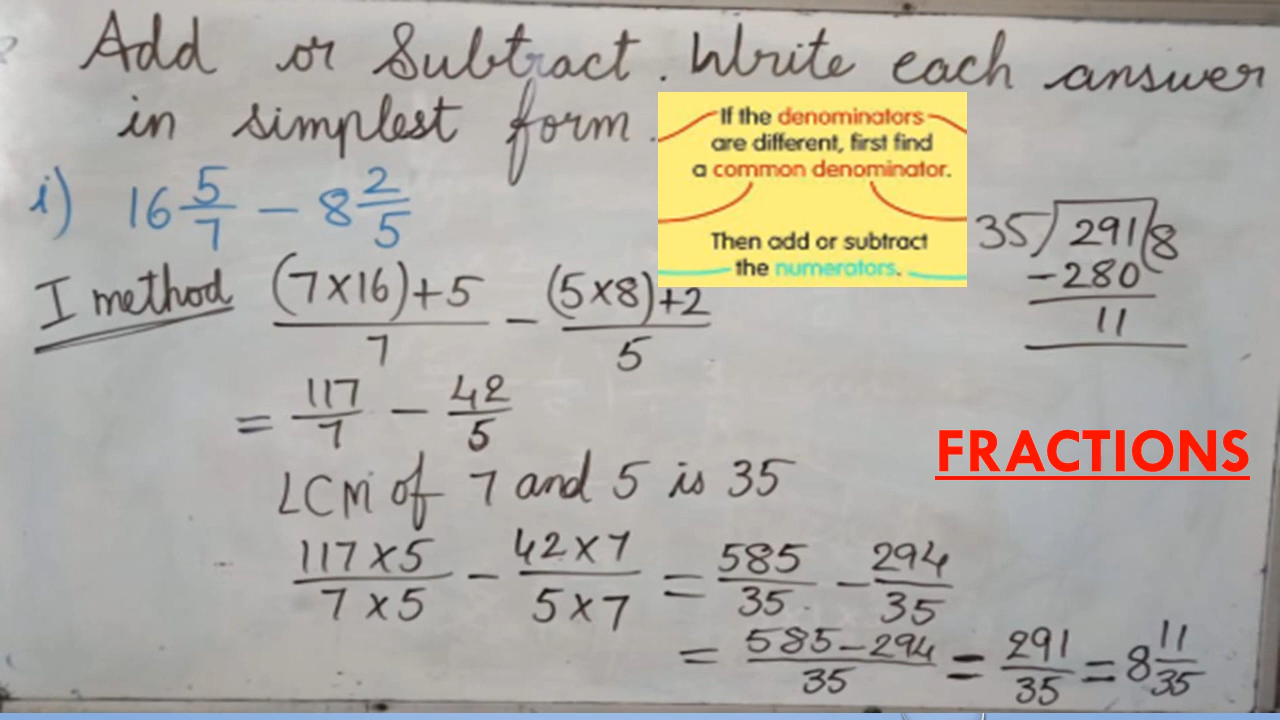 Add or Subtract. Write each answer
in simplest form.
If the denominators
are different, first find
a common denominator.
Then add or subtract
the numerators.
i) 16 5/7 - 8 2/5
35) 291 (8
-280
11
I method ((7×16)+5)/7 - ((5×8)+2)/5
= 117/7 - 42/5
FRACTIONS
LCM of 7 and 5 is 35
(117×5)/(7×5) - (42×7)/(5×7) = 585/35 - 294/35
= (585-294)/35 = 291/35 = 8 11/35